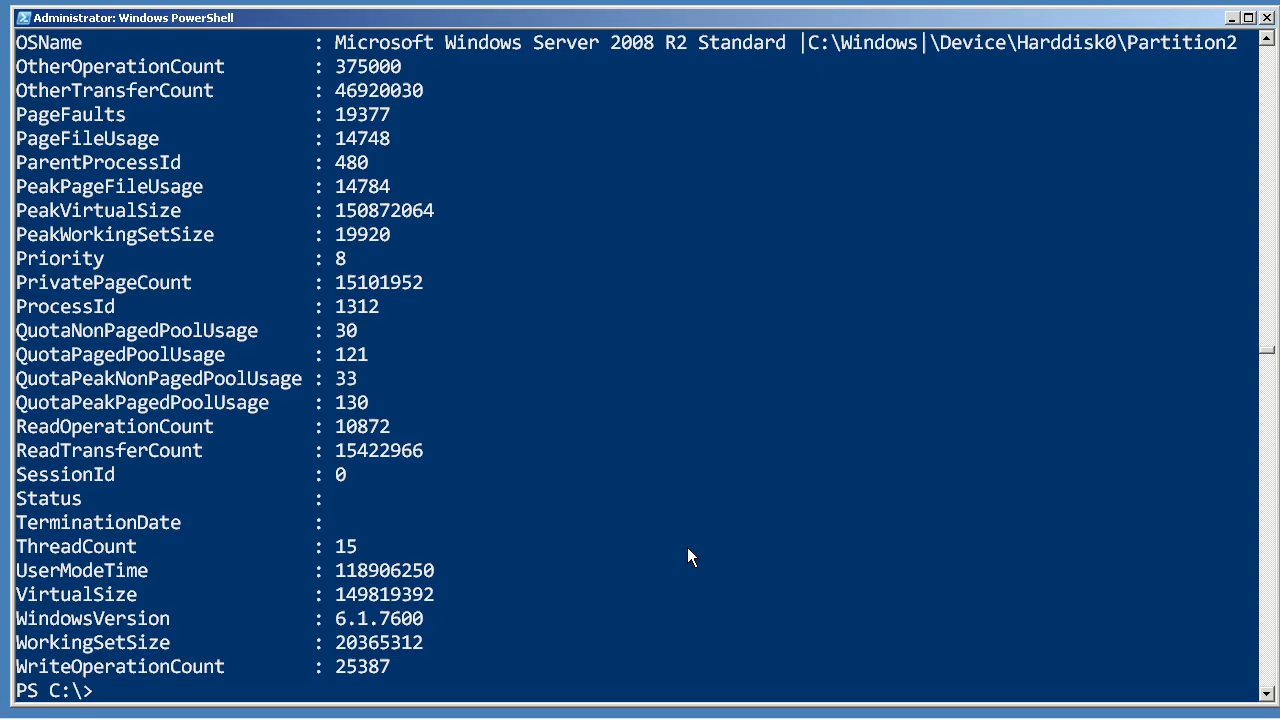 Administrator: Windows PowerShell
OSName : Microsoft Windows Server 2008 R2 Standard |C:\Windows|\Device\Harddisk0\Partition2
OtherOperationCount : 375000
OtherTransferCount : 46920030
PageFaults : 19377
PageFileUsage : 14748
ParentProcessId : 480
PeakPageFileUsage : 14784
PeakVirtualSize : 150872064
PeakWorkingSetSize : 19920
Priority : 8
PrivatePageCount : 15101952
ProcessId : 1312
QuotaNonPagedPoolUsage : 30
QuotaPagedPoolUsage : 121
QuotaPeakNonPagedPoolUsage : 33
QuotaPeakPagedPoolUsage : 130
ReadOperationCount : 10872
ReadTransferCount : 15422966
SessionId : 0
Status :
TerminationDate :
ThreadCount : 15
UserModeTime : 118906250
VirtualSize : 149819392
WindowsVersion : 6.1.7600
WorkingSetSize : 20365312
WriteOperationCount : 25387
PS C:\>